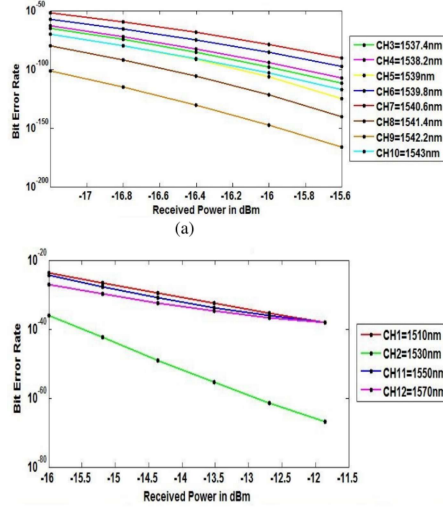 10^-50
10^-100
10^-150
10^-200
Bit Error Rate
-17 -16.8 -16.6 -16.4 -16.2 -16 -15.8 -15.6
Received Power in dBm
CH3=1537.4nm
CH4=1538.2nm
CH5=1539nm
CH6=1539.8nm
CH7=1540.6nm
CH8=1541.4nm
CH9=1542.2nm
CH10=1543nm
(a)
10^-20
10^-40
10^-60
10^-80
Bit Error Rate
-16 -15.5 -15 -14.5 -14 -13.5 -13 -12.5 -12 -11.5
Received Power in dBm
CH1=1510nm
CH2=1530nm
CH11=1550nm
CH12=1570nm